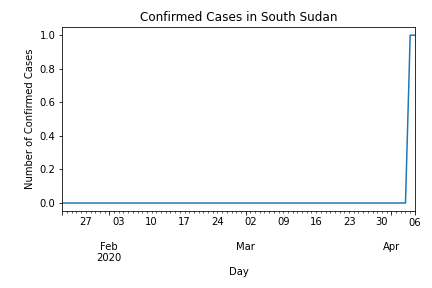 Confirmed Cases in South Sudan
Number of Confirmed Cases
1.0
0.8
0.6
0.4
0.2
0.0
27 03 10 17 24 02 09 16 23 30 06
Feb Mar Apr
2020
Day